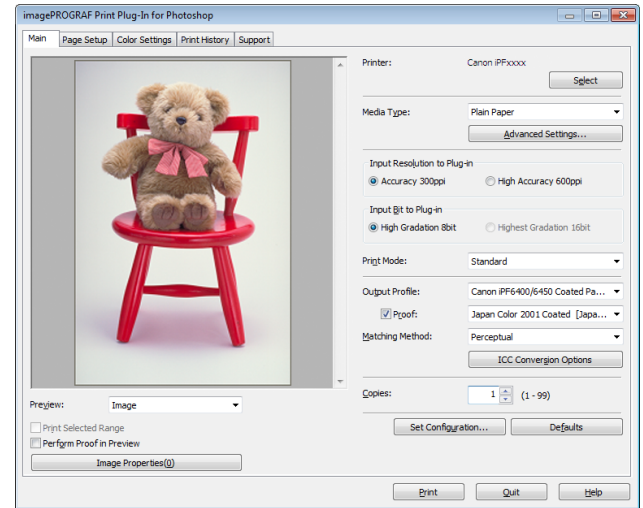 imagePROGRAF Print Plug-In for Photoshop
Main Page Setup Color Settings Print History Support
Printer: Canon iPFxxxx
Select
Media Type: Plain Paper
Advanced Settings...
Input Resolution to Plug-in
Accuracy 300ppi High Accuracy 600ppi
Input Bit to Plug-in
High Gradation 8bit Highest Gradation 16bit
Print Mode: Standard
Output Profile: Canon iPF6400/6450 Coated Pa...
Proof: Japan Color 2001 Coated [Japa...
Matching Method: Perceptual
ICC Conversion Options
Copies: 1 (1 - 99)
Preview: Image
Print Selected Range
Perform Proof in Preview
Image Properties(0)
Set Configuration... Defaults
Print Quit Help